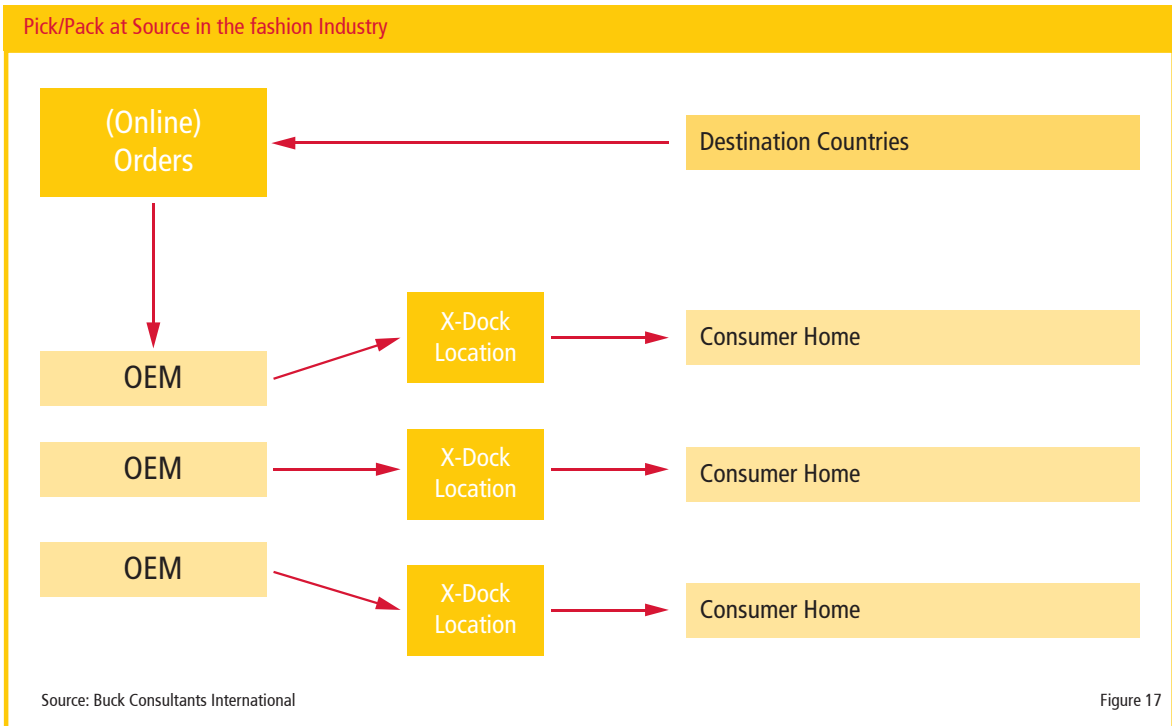 Pick/Pack at Source in the fashion Industry
(Online)
Orders
Destination Countries
OEM
X-Dock
Location
Consumer Home
OEM
X-Dock
Location
Consumer Home
OEM
X-Dock
Location
Consumer Home
Source: Buck Consultants International
Figure 17